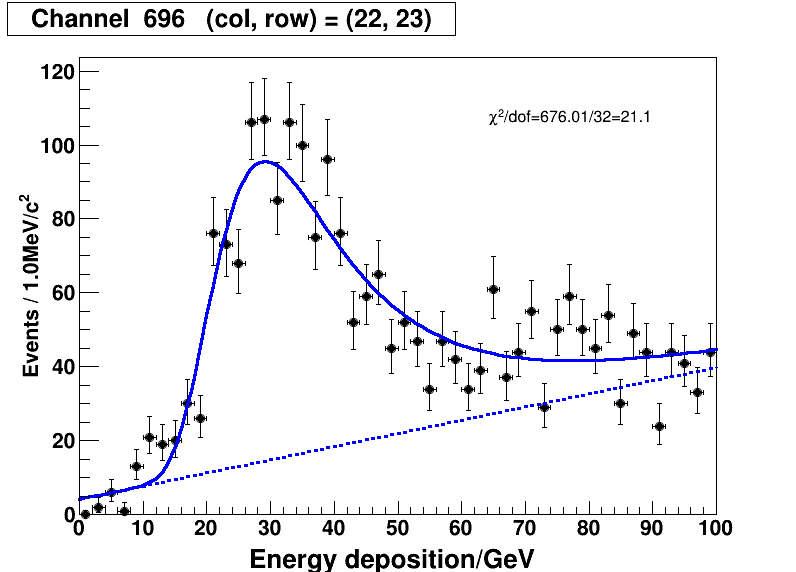 Channel 696 (col, row) = (22, 23)
χ²/dof=676.01/32=21.1
Events / 1.0MeV/c²
120
100
80
60
40
20
0
0 10 20 30 40 50 60 70 80 90 100
Energy deposition/GeV